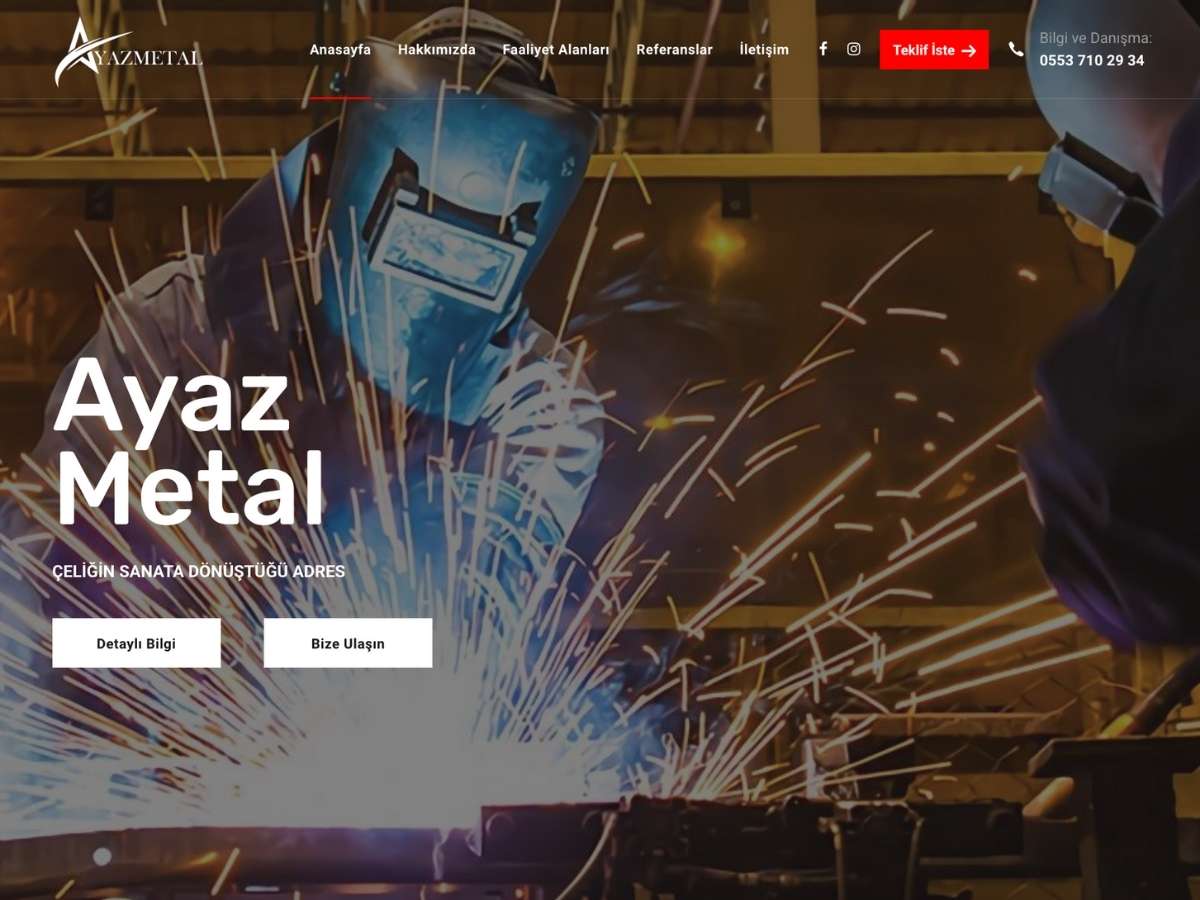 AYAZMETAL
Anasayfa
Hakkımızda
Faaliyet Alanları
Referanslar
İletişim
Teklif İste
Bilgi ve Danışma:
0553 710 29 34
Ayaz
Metal
ÇELİĞİN SANATA DÖNÜŞTÜĞÜ ADRES
Detaylı Bilgi
Bize Ulaşın